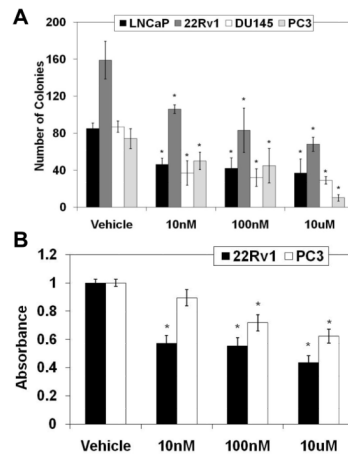 A
LNCaP 22Rv1 DU145 PC3
Number of Colonies
200
160
120
80
40
0
* * * * * * * * * * * *
Vehicle 10nM 100nM 10uM
B
22Rv1 PC3
Absorbance
1.2
1
0.8
0.6
0.4
0.2
0
* * * * *
Vehicle 10nM 100nM 10uM